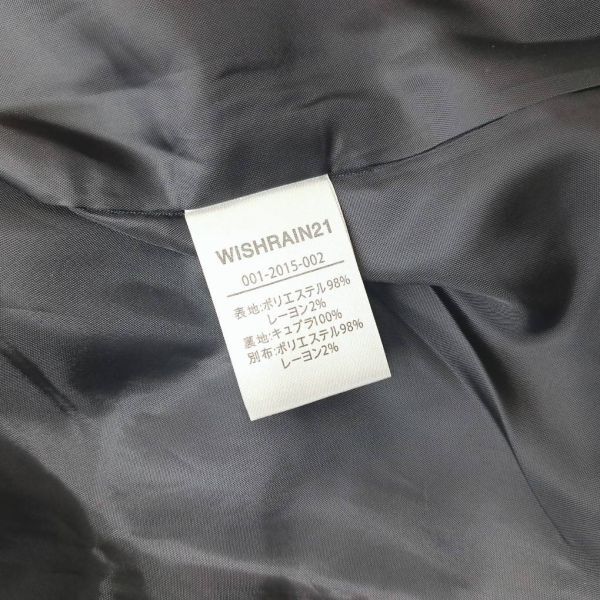 WISHRAIN21
001-2015-002
表地:ポリエステル98%
レーヨン2%
裏地:キュプラ100%
別布:ポリエステル98%
レーヨン2%